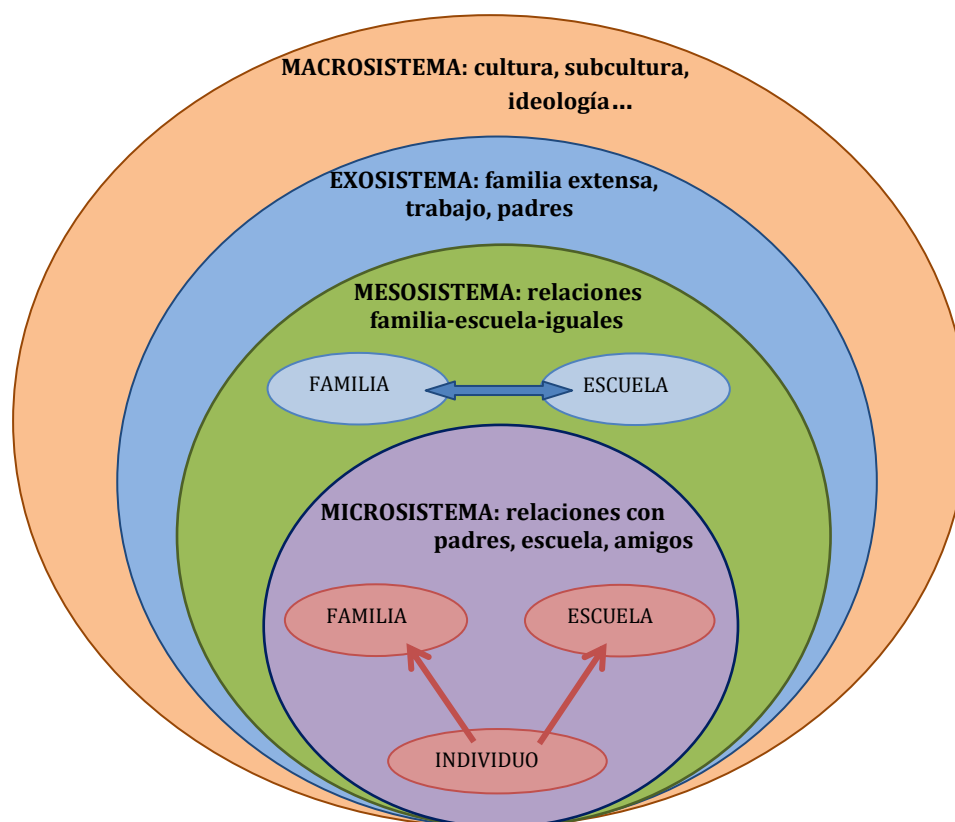 MACROSISTEMA: cultura, subcultura,
ideología...
EXOSISTEMA: familia extensa,
trabajo, padres
MESOSISTEMA: relaciones
familia-escuela-iguales
FAMILIA
ESCUELA
MICROSISTEMA: relaciones con
padres, escuela, amigos
FAMILIA
ESCUELA
INDIVIDUO